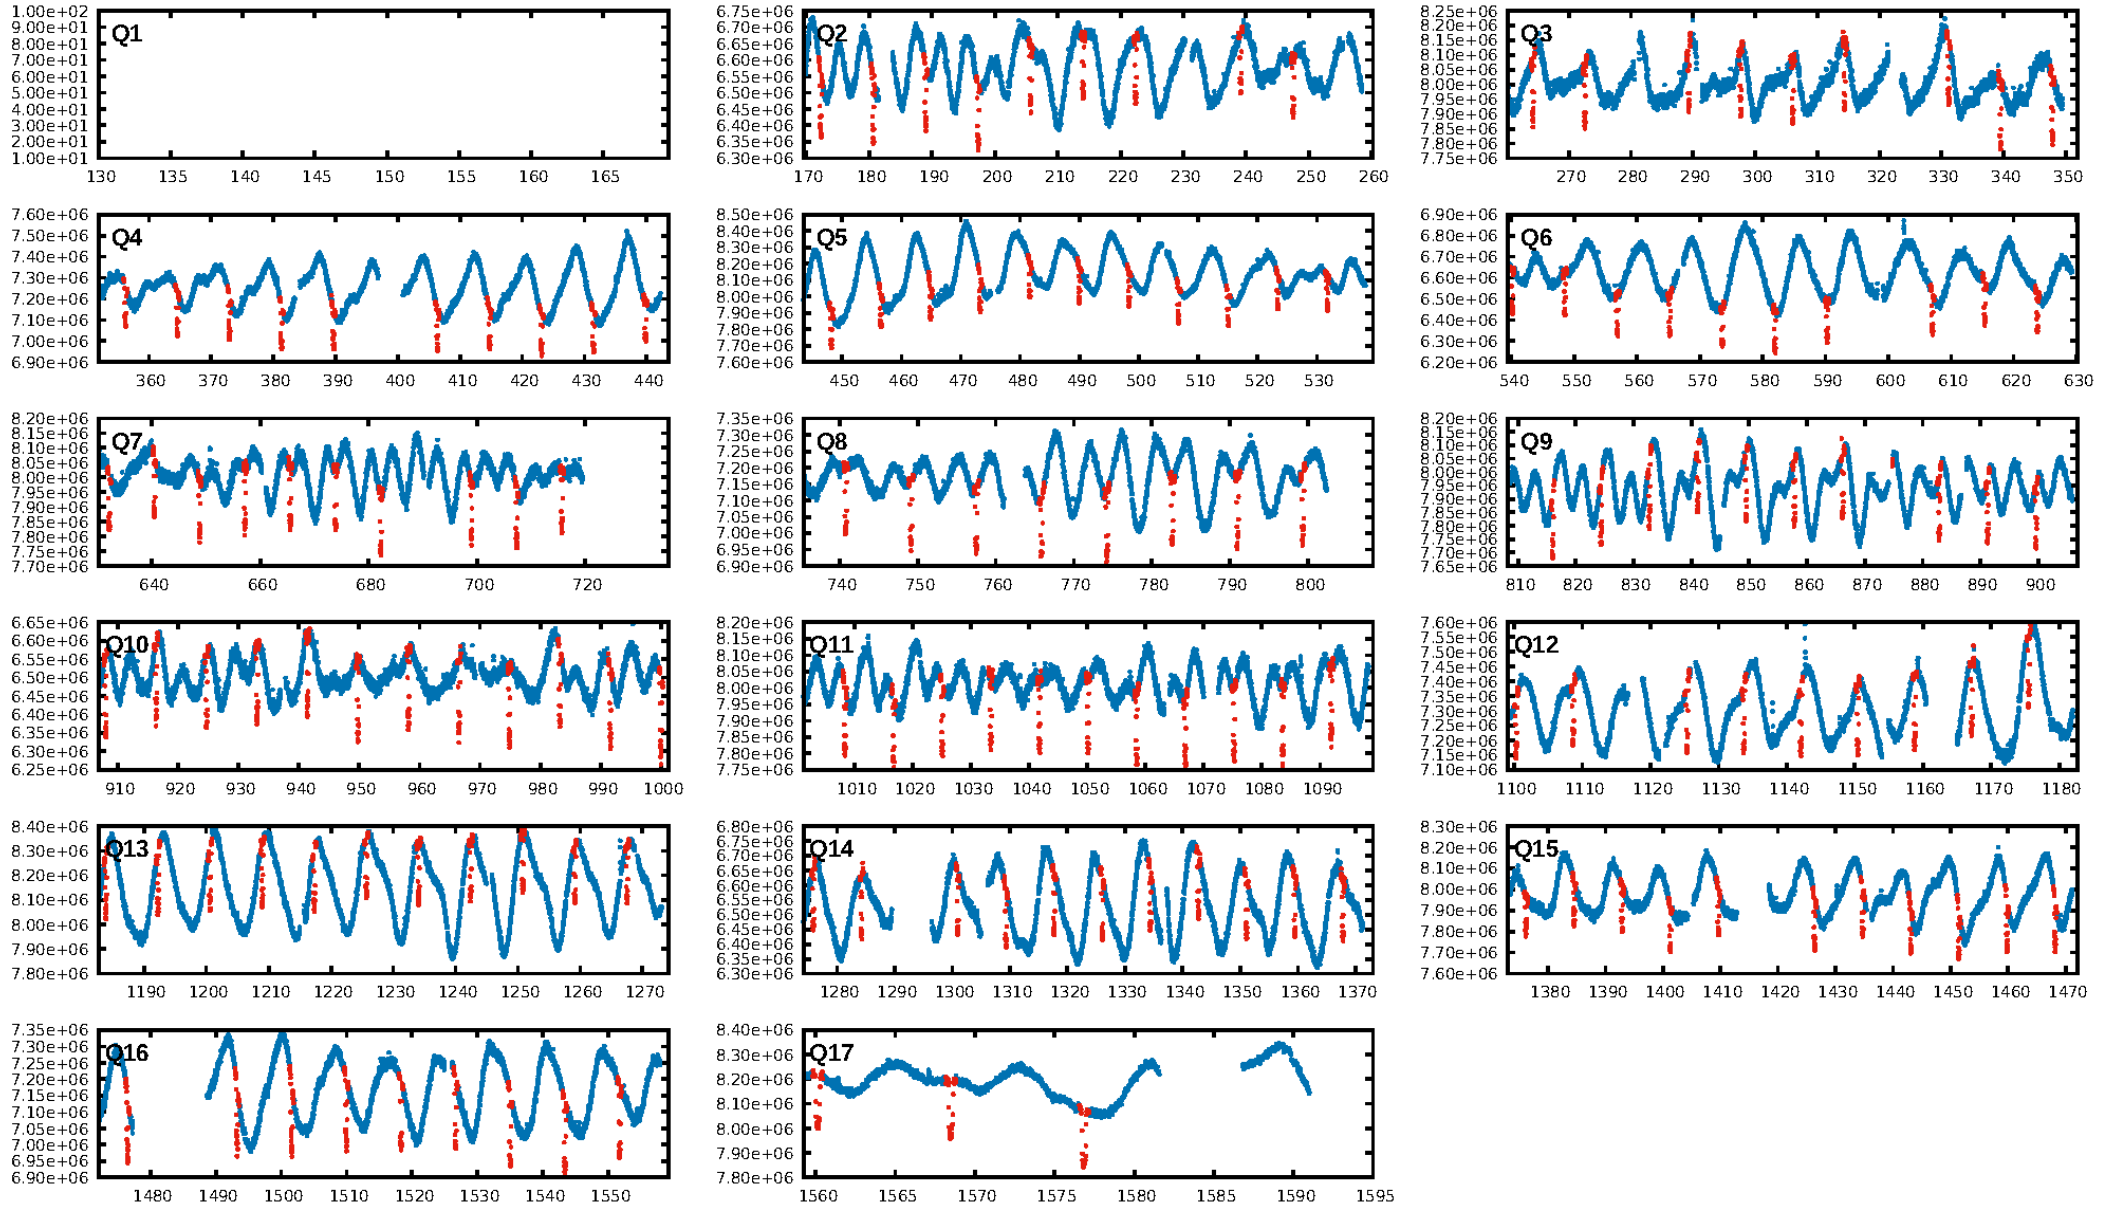 Q1
1.00e+02
9.00e+01
8.00e+01
7.00e+01
6.00e+01
5.00e+01
4.00e+01
3.00e+01
2.00e+01
1.00e+01
130 135 140 145 150 155 160 165
Q2
6.75e+06
6.70e+06
6.65e+06
6.60e+06
6.55e+06
6.50e+06
6.45e+06
6.40e+06
6.35e+06
6.30e+06
170 180 190 200 210 220 230 240 250 260
Q3
8.25e+06
8.20e+06
8.15e+06
8.10e+06
8.05e+06
8.00e+06
7.95e+06
7.90e+06
7.85e+06
7.80e+06
7.75e+06
270 280 290 300 310 320 330 340 350
Q4
7.60e+06
7.50e+06
7.40e+06
7.30e+06
7.20e+06
7.10e+06
7.00e+06
6.90e+06
360 370 380 390 400 410 420 430 440
Q5
8.50e+06
8.40e+06
8.30e+06
8.20e+06
8.10e+06
8.00e+06
7.90e+06
7.80e+06
7.70e+06
7.60e+06
450 460 470 480 490 500 510 520 530
Q6
6.90e+06
6.80e+06
6.70e+06
6.60e+06
6.50e+06
6.40e+06
6.30e+06
6.20e+06
540 550 560 570 580 590 600 610 620 630
Q7
8.20e+06
8.15e+06
8.10e+06
8.05e+06
8.00e+06
7.95e+06
7.90e+06
7.85e+06
7.80e+06
7.75e+06
7.70e+06
640 660 680 700 720
Q8
7.35e+06
7.30e+06
7.25e+06
7.20e+06
7.15e+06
7.10e+06
7.05e+06
7.00e+06
6.95e+06
6.90e+06
740 750 760 770 780 790 800
Q9
8.20e+06
8.15e+06
8.10e+06
8.05e+06
8.00e+06
7.95e+06
7.90e+06
7.85e+06
7.80e+06
7.75e+06
7.70e+06
7.65e+06
810 820 830 840 850 860 870 880 890 900
Q10
6.65e+06
6.60e+06
6.55e+06
6.50e+06
6.45e+06
6.40e+06
6.35e+06
6.30e+06
6.25e+06
910 920 930 940 950 960 970 980 990 1000
Q11
8.20e+06
8.15e+06
8.10e+06
8.05e+06
8.00e+06
7.95e+06
7.90e+06
7.85e+06
7.80e+06
7.75e+06
1010 1020 1030 1040 1050 1060 1070 1080 1090
Q12
7.60e+06
7.55e+06
7.50e+06
7.45e+06
7.40e+06
7.35e+06
7.30e+06
7.25e+06
7.20e+06
7.15e+06
7.10e+06
1100 1110 1120 1130 1140 1150 1160 1170 1180
Q13
8.40e+06
8.30e+06
8.20e+06
8.10e+06
8.00e+06
7.90e+06
7.80e+06
1190 1200 1210 1220 1230 1240 1250 1260 1270
Q14
6.80e+06
6.75e+06
6.70e+06
6.65e+06
6.60e+06
6.55e+06
6.50e+06
6.45e+06
6.40e+06
6.35e+06
6.30e+06
1280 1290 1300 1310 1320 1330 1340 1350 1360 1370
Q15
8.30e+06
8.20e+06
8.10e+06
8.00e+06
7.90e+06
7.80e+06
7.70e+06
7.60e+06
1380 1390 1400 1410 1420 1430 1440 1450 1460 1470
Q16
7.35e+06
7.30e+06
7.25e+06
7.20e+06
7.15e+06
7.10e+06
7.05e+06
7.00e+06
6.95e+06
6.90e+06
1480 1490 1500 1510 1520 1530 1540 1550
Q17
8.40e+06
8.30e+06
8.20e+06
8.10e+06
8.00e+06
7.90e+06
7.80e+06
1560 1565 1570 1575 1580 1585 1590 1595